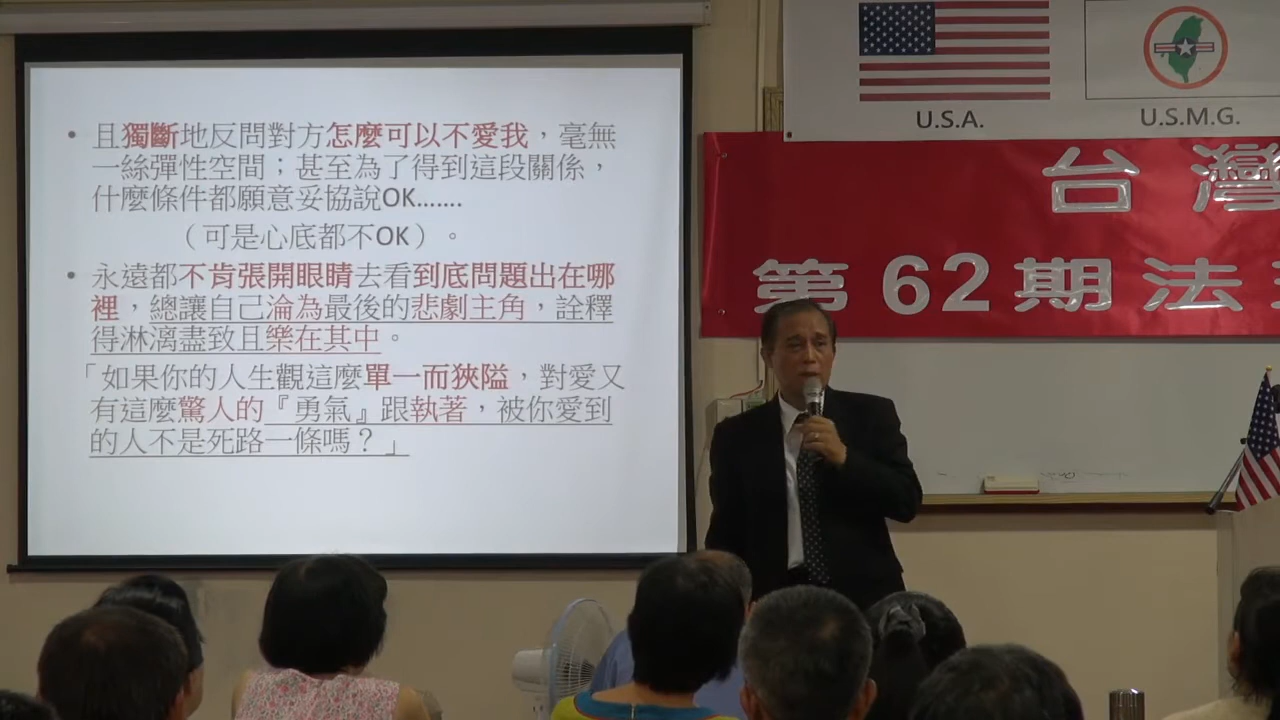 • 且獨斷地反問對方怎麼可以不愛我，毫無
一絲彈性空間；甚至為了得到這段關係，
什麼條件都願意妥協說OK…….
（可是心底都不OK）。
• 永遠都不肯張開眼睛去看到底問題出在哪
裡，總讓自己淪為最後的悲劇主角，詮釋
得淋漓盡致且樂在其中。
「如果你的人生觀這麼單一而狹隘，對愛又
有這麼驚人的『勇氣』跟執著，被你愛到
的人不是死路一條嗎？」
U.S.A.
U.S.M.G.
台灣
第62期法